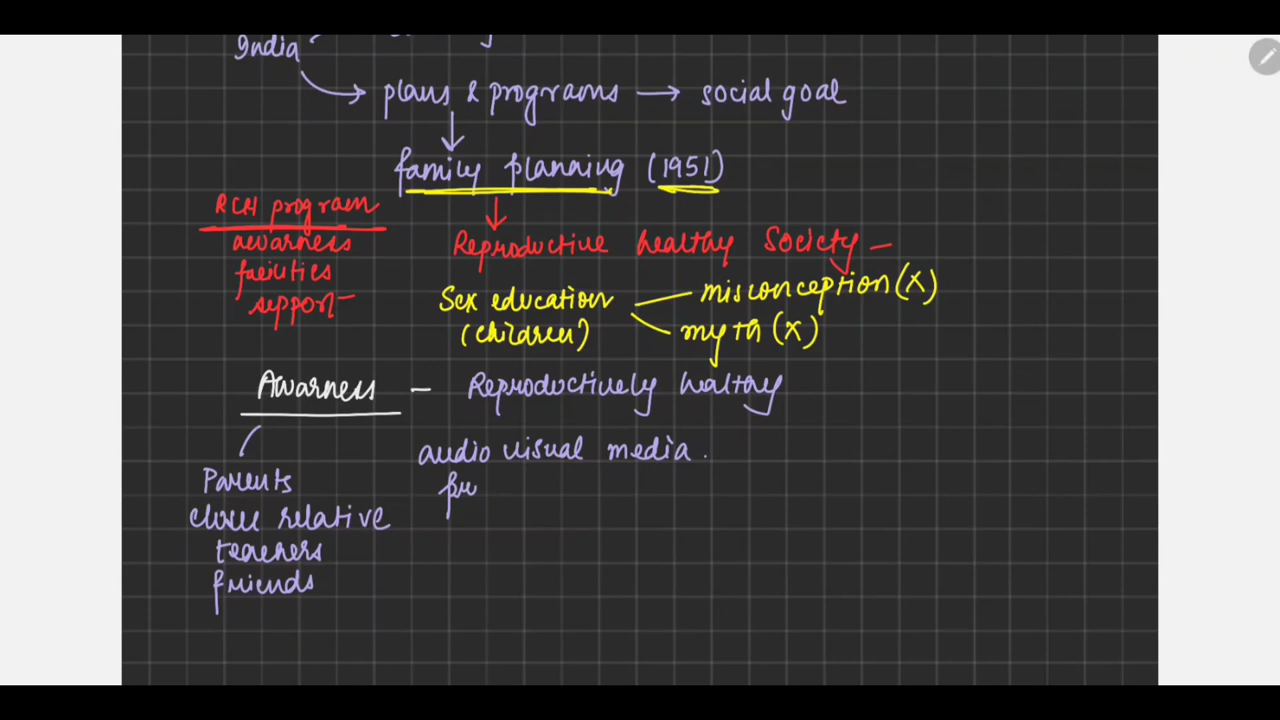 India
plans & programs → social goal
family planning (1951)
RCH program
awarness
facilities
support
Reproductive healthy Society –
Sex education
(children)
misconception (X)
myth (X)
Awarness – Reproductively healthy
Parents
close relative
teachers
friends
audio visual media .